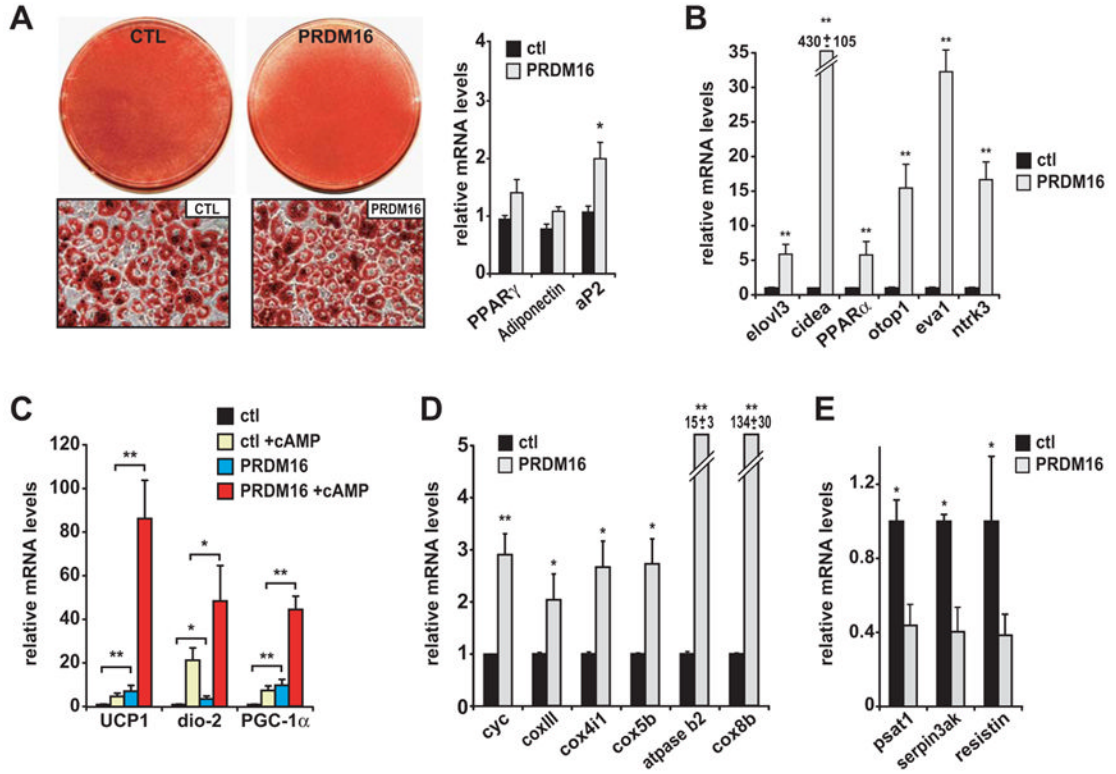 A
CTL
PRDM16
CTL
PRDM16
relative mRNA levels
4
3
2
1
0
ctl
PRDM16
*
PPARγ
Adiponectin
aP2
B
relative mRNA levels
35
30
25
20
15
10
5
0
**
430±105
**
**
**
**
**
ctl
PRDM16
elovl3
cidea
PPARα
otop1
eva1
ntrk3
C
relative mRNA levels
120
100
80
60
40
20
0
ctl
ctl +cAMP
PRDM16
PRDM16 +cAMP
**
**
*
*
**
**
UCP1
dio-2
PGC-1α
D
relative mRNA levels
5
4
3
2
1
0
ctl
PRDM16
**
*
*
*
**
15±3
**
134±30
cyc
coxIII
cox4i1
cox5b
atpase b2
cox8b
E
relative mRNA levels
1.2
0.8
0.4
0
ctl
PRDM16
*
*
*
psat1
serpin3ak
resistin